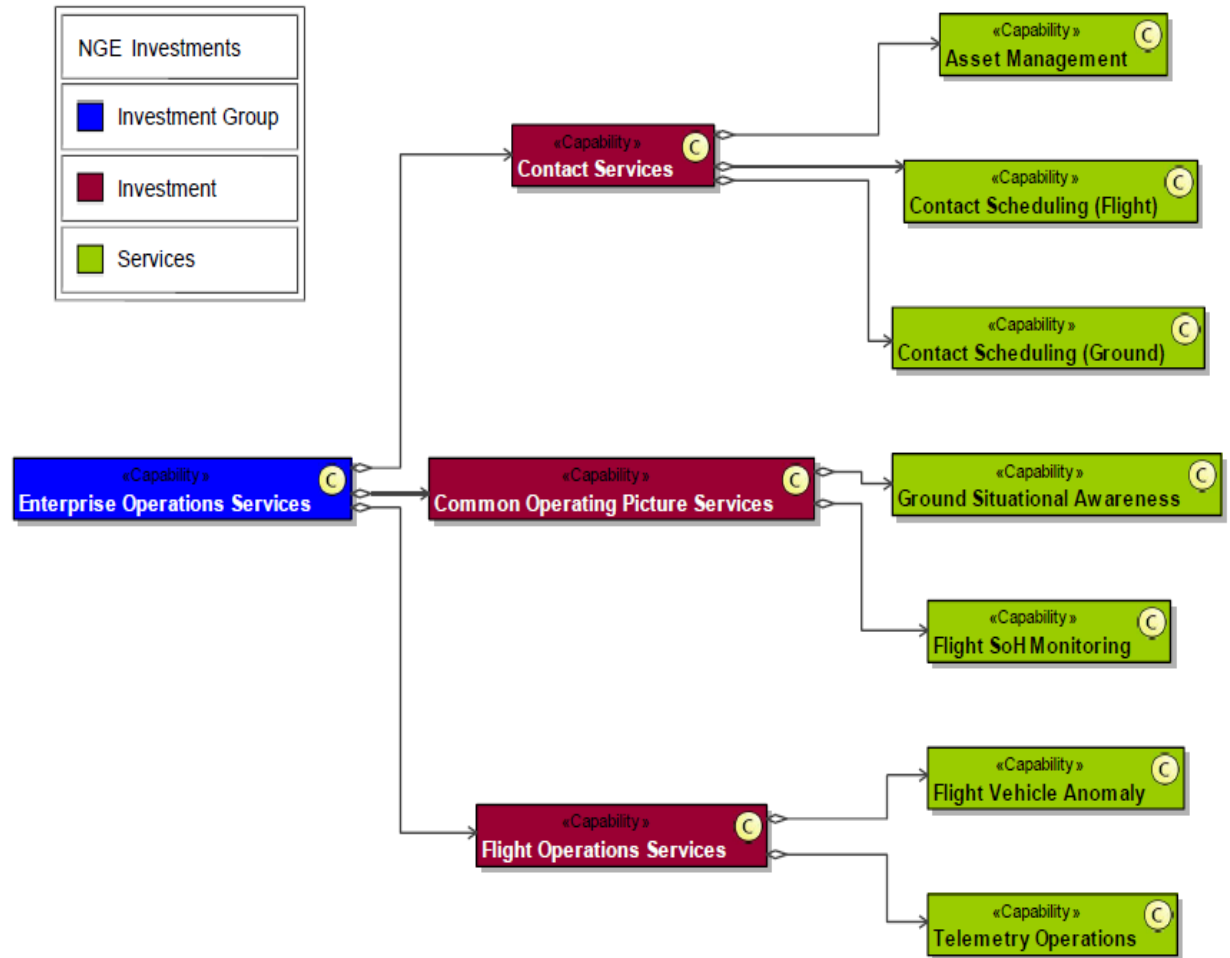 NGE Investments
Investment Group
Investment
Services
«Capability»
C
Enterprise Operations Services
«Capability»
C
Contact Services
«Capability»
C
Common Operating Picture Services
«Capability»
C
Flight Operations Services
«Capability»
C
Asset Management
«Capability»
C
Contact Scheduling (Flight)
«Capability»
C
Contact Scheduling (Ground)
«Capability»
C
Ground Situational Awareness
«Capability»
C
Flight SoH Monitoring
«Capability»
C
Flight Vehicle Anomaly
«Capability»
C
Telemetry Operations